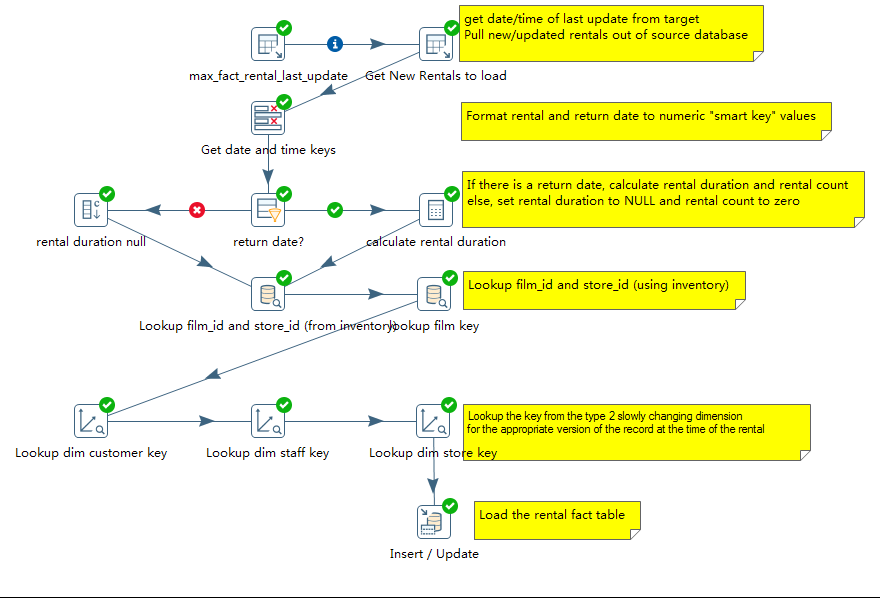 get date/time of last update from target
Pull new/updated rentals out of source database
max_fact_rental_last_update
Get New Rentals to load
Format rental and return date to numeric "smart key" values
Get date and time keys
If there is a return date, calculate rental duration and rental count
else, set rental duration to NULL and rental count to zero
rental duration null
return date?
calculate rental duration
Lookup film_id and store_id (using inventory)
Lookup film_id and store_id (from inventory)
lookup film key
Lookup the key from the type 2 slowly changing dimension
for the appropriate version of the record at the time of the rental
Lookup dim customer key
Lookup dim staff key
Lookup dim store key
Load the rental fact table
Insert / Update